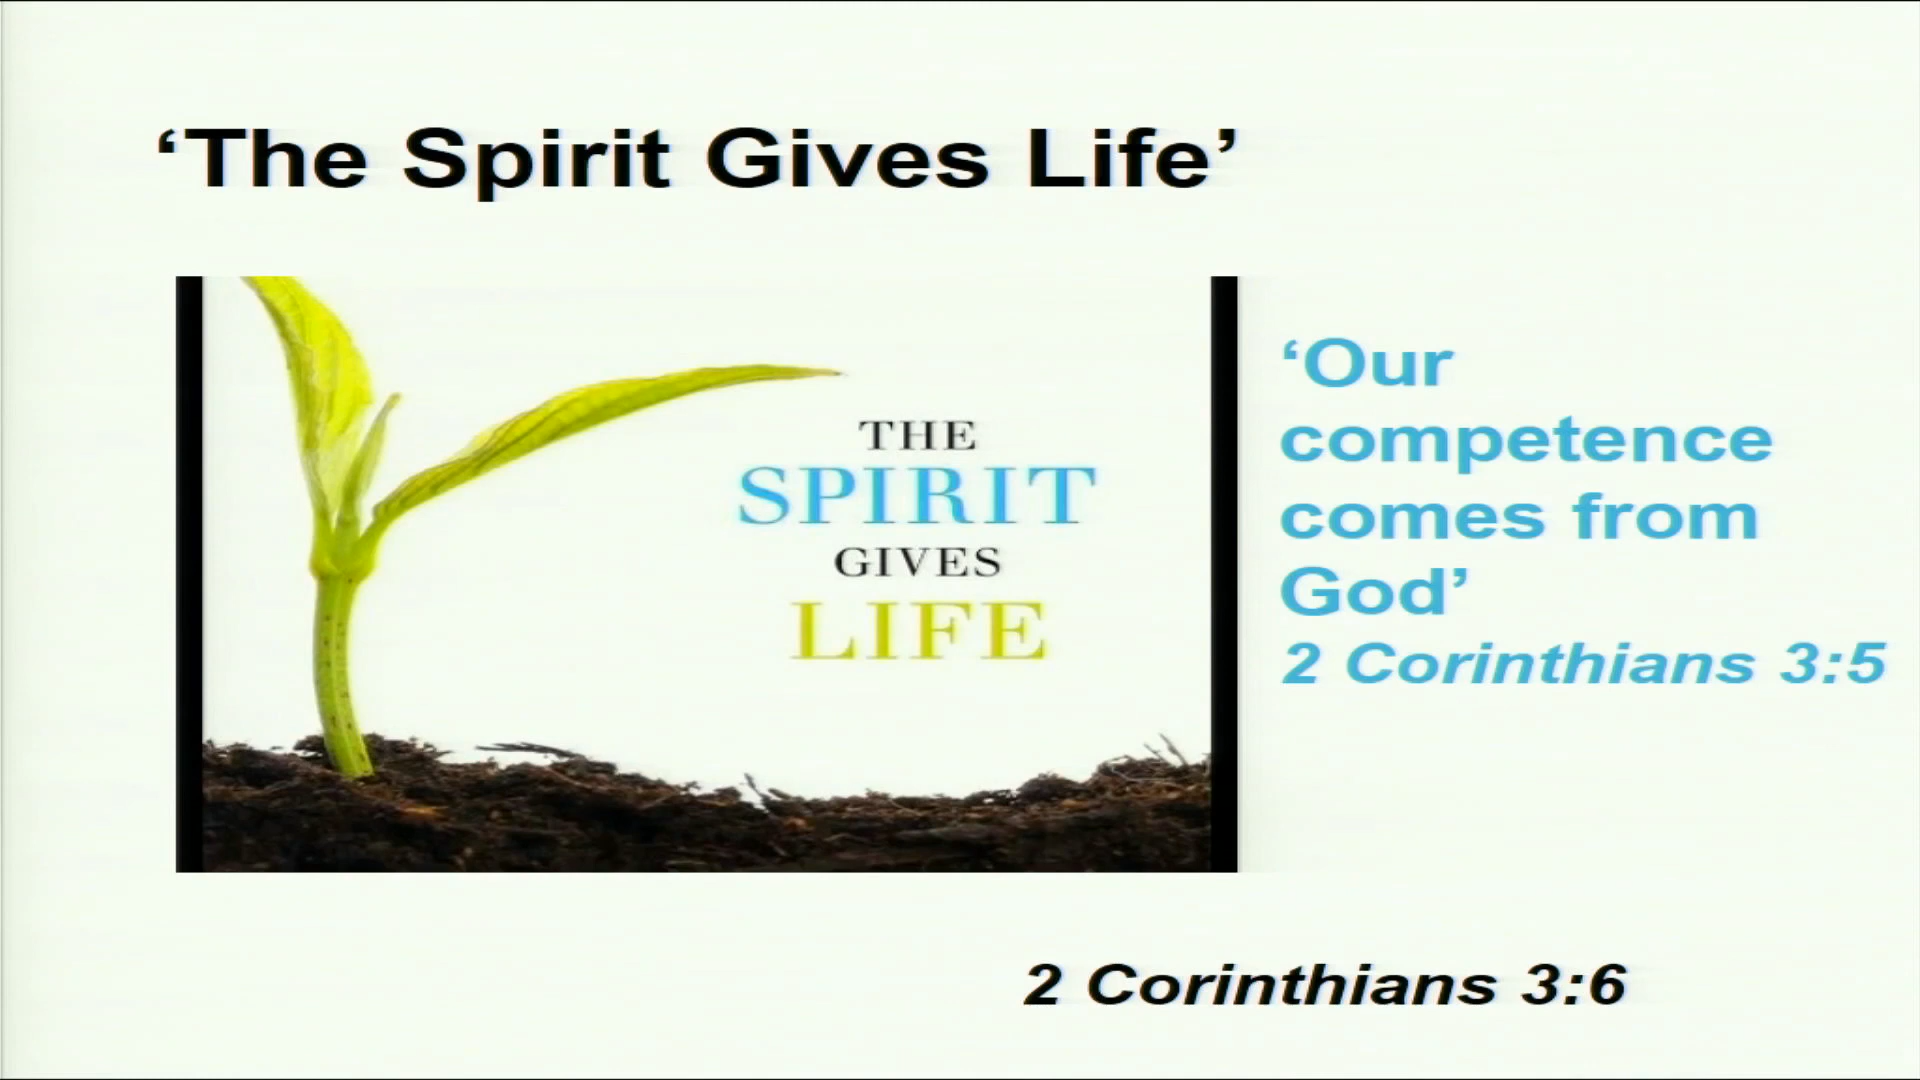 ‘The Spirit Gives Life’
THE
SPIRIT
GIVES
LIFE
‘Our
competence
comes from
God’
2 Corinthians 3:5
2 Corinthians 3:6